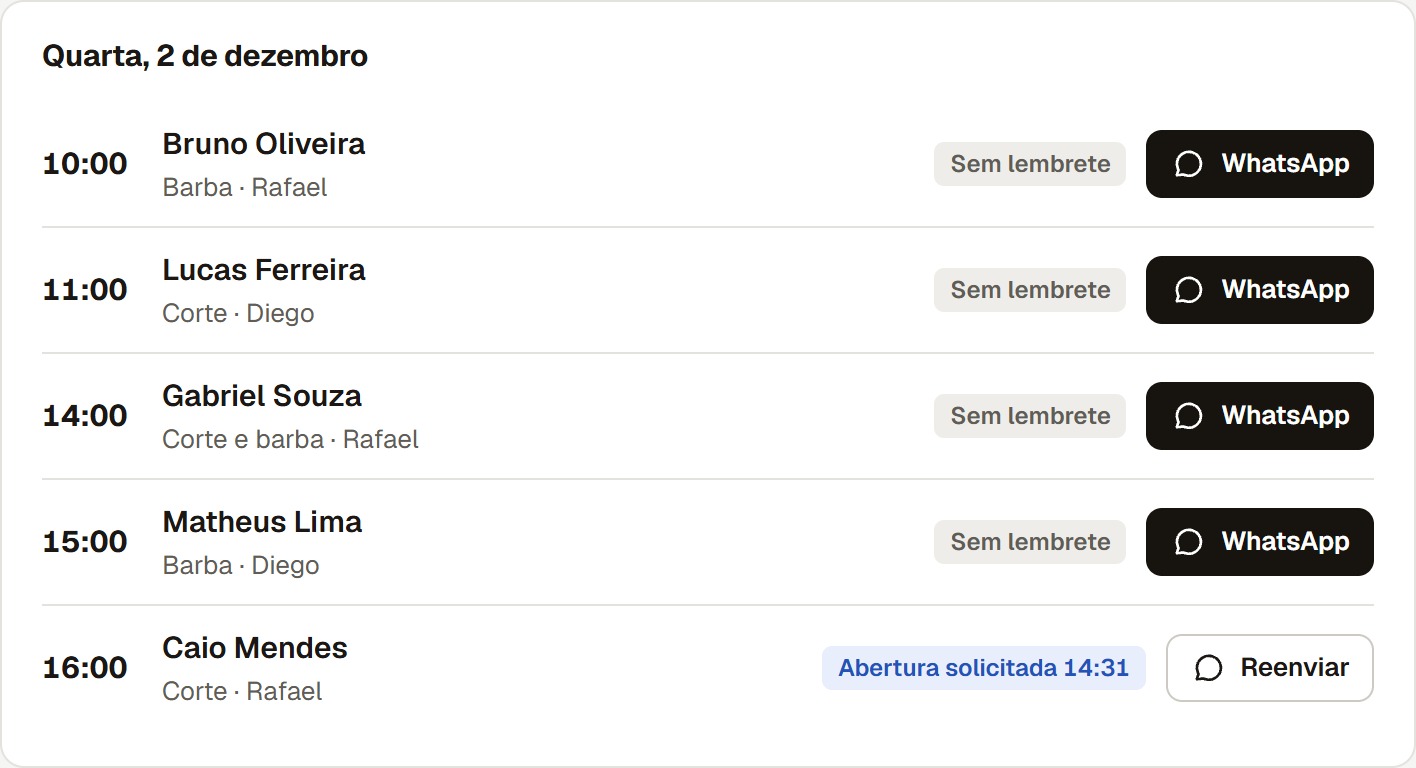 Quarta, 2 de dezembro
10:00
Bruno Oliveira
Barba · Rafael
Sem lembrete
WhatsApp
11:00
Lucas Ferreira
Corte · Diego
Sem lembrete
WhatsApp
14:00
Gabriel Souza
Corte e barba · Rafael
Sem lembrete
WhatsApp
15:00
Matheus Lima
Barba · Diego
Sem lembrete
WhatsApp
16:00
Caio Mendes
Corte · Rafael
Abertura solicitada 14:31
Reenviar